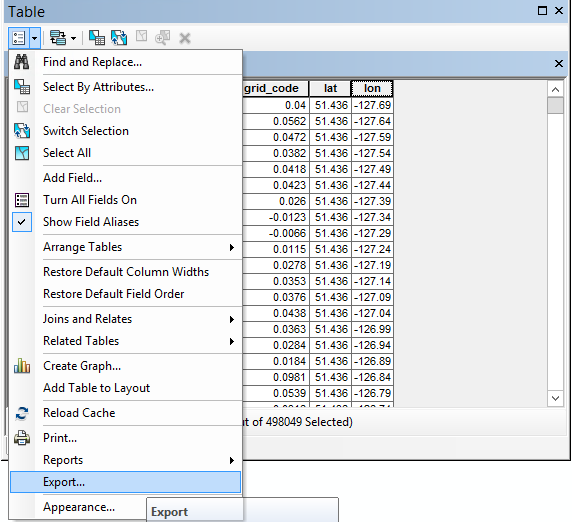 Table
Find and Replace...
Select By Attributes...
Clear Selection
Switch Selection
Select All
Add Field...
Turn All Fields On
Show Field Aliases
Arrange Tables
Restore Default Column Widths
Restore Default Field Order
Joins and Relates
Related Tables
Create Graph...
Add Table to Layout
Reload Cache
Print...
Reports
Export...
Appearance...
Export
grid_code lat lon
0.04 51.436 -127.69
0.0562 51.436 -127.64
0.0472 51.436 -127.59
0.0382 51.436 -127.54
0.0418 51.436 -127.49
0.0423 51.436 -127.44
0.026 51.436 -127.39
-0.0123 51.436 -127.34
-0.0066 51.436 -127.29
0.0115 51.436 -127.24
0.0278 51.436 -127.19
0.0353 51.436 -127.14
0.0376 51.436 -127.09
0.0438 51.436 -127.04
0.0363 51.436 -126.99
0.0284 51.436 -126.94
0.0184 51.436 -126.89
0.0981 51.436 -126.84
0.0539 51.436 -126.79
of 498049 Selected)